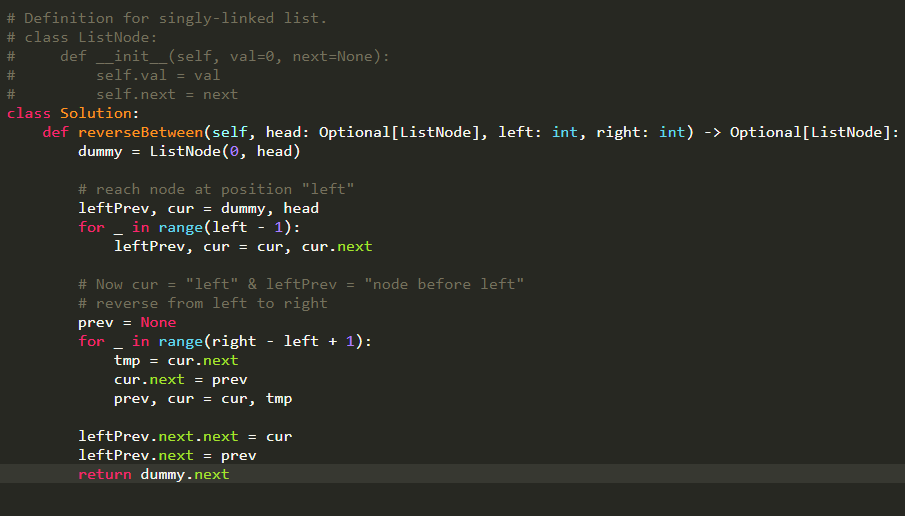 # Definition for singly-linked list.
# class ListNode:
#     def __init__(self, val=0, next=None):
#         self.val = val
#         self.next = next
class Solution:
    def reverseBetween(self, head: Optional[ListNode], left: int, right: int) -> Optional[ListNode]:
        dummy = ListNode(0, head)

        # reach node at position "left"
        leftPrev, cur = dummy, head
        for _ in range(left - 1):
            leftPrev, cur = cur, cur.next

        # Now cur = "left" & leftPrev = "node before left"
        # reverse from left to right
        prev = None
        for _ in range(right - left + 1):
            tmp = cur.next
            cur.next = prev
            prev, cur = cur, tmp

        leftPrev.next.next = cur
        leftPrev.next = prev
        return dummy.next